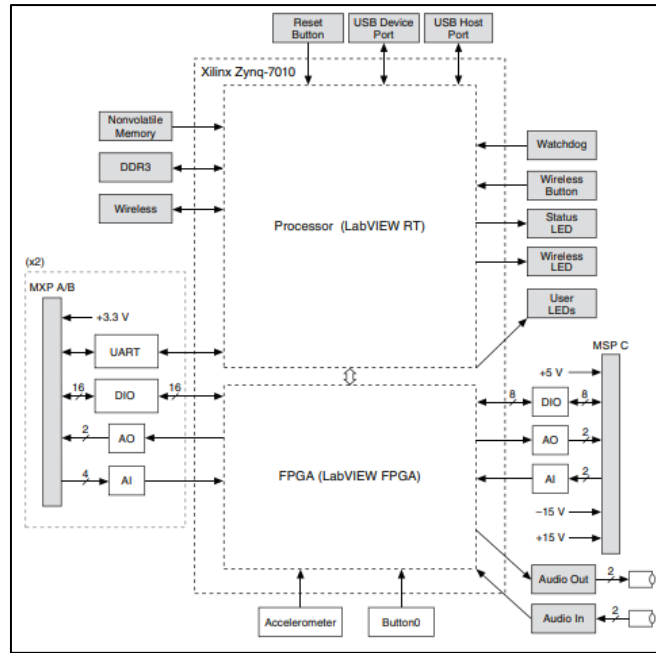 Reset
Button
USB Device
Port
USB Host
Port
Xilinx Zynq-7010
Nonvolatile
Memory
DDR3
Wireless
Processor (LabVIEW RT)
Watchdog
Wireless
Button
Status
LED
Wireless
LED
User
LEDs
(x2)
MXP A/B
+3.3 V
UART
16
DIO
16
2
AO
4
AI
FPGA (LabVIEW FPGA)
MSP C
+5 V
8
DIO
8
AO
2
AI
2
–15 V
+15 V
Audio Out
2
Audio In
2
Accelerometer
Button0